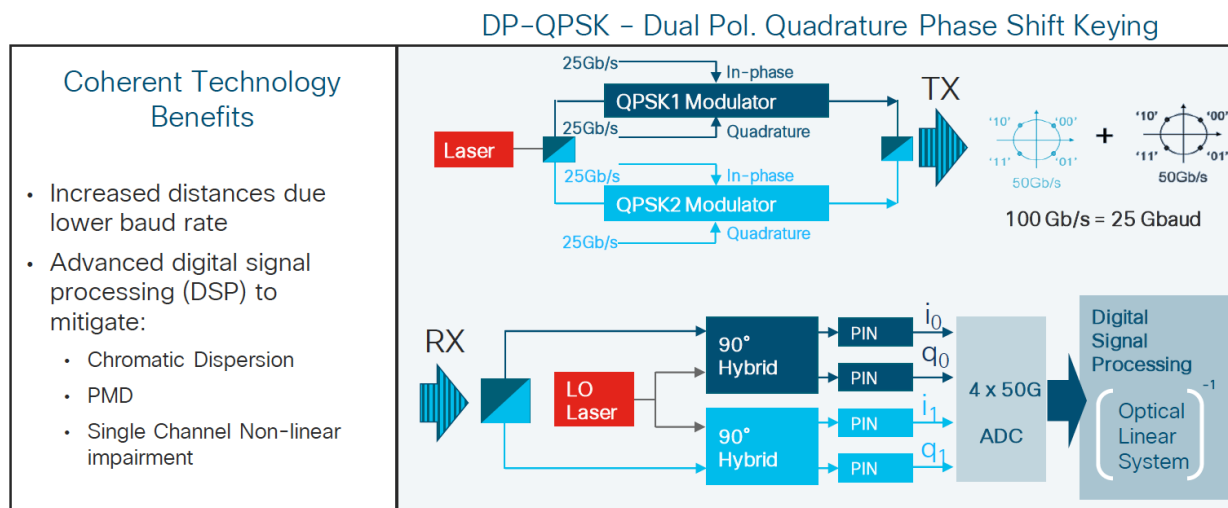 DP-QPSK – Dual Pol. Quadrature Phase Shift Keying
Coherent Technology
Benefits
• Increased distances due
lower baud rate
• Advanced digital signal
processing (DSP) to
mitigate:
• Chromatic Dispersion
• PMD
• Single Channel Non-linear
impairment
25Gb/s
In-phase
QPSK1 Modulator
25Gb/s
Quadrature
Laser
25Gb/s
In-phase
QPSK2 Modulator
25Gb/s
Quadrature
TX
'10' '00'
'11' '01'
50Gb/s
+
'10' '00'
'11' '01'
50Gb/s
100 Gb/s = 25 Gbaud
RX
LO
Laser
90°
Hybrid
90°
Hybrid
PIN
i0
PIN
q0
PIN
i1
PIN
q1
4 x 50G
ADC
Digital
Signal
Processing
-1
Optical
Linear
System